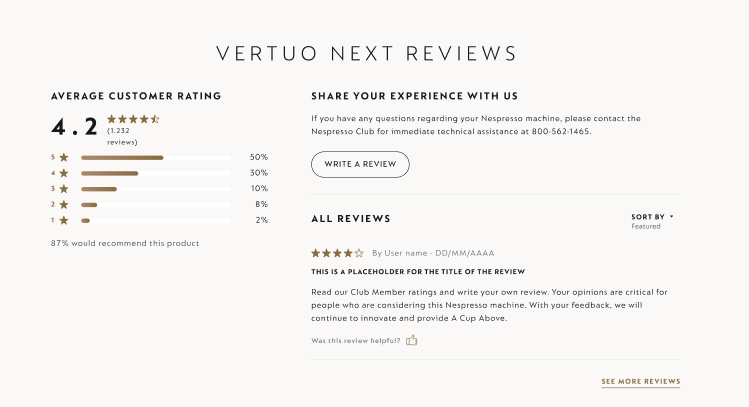 VERTUO NEXT REVIEWS
AVERAGE CUSTOMER RATING
4.2
(1.232
reviews)
5 50%
4 30%
3 10%
2 8%
1 2%
87% would recommend this product
SHARE YOUR EXPERIENCE WITH US
If you have any questions regarding your Nespresso machine, please contact the
Nespresso Club for immediate technical assistance at 800-562-1465.
WRITE A REVIEW
ALL REVIEWS
SORT BY
Featured
By User name - DD/MM/AAAA
THIS IS A PLACEHOLDER FOR THE TITLE OF THE REVIEW
Read our Club Member ratings and write your own review. Your opinions are critical for
people who are considering this Nespresso machine. With your feedback, we will
continue to innovate and provide A Cup Above.
Was this review helpful?
SEE MORE REVIEWS